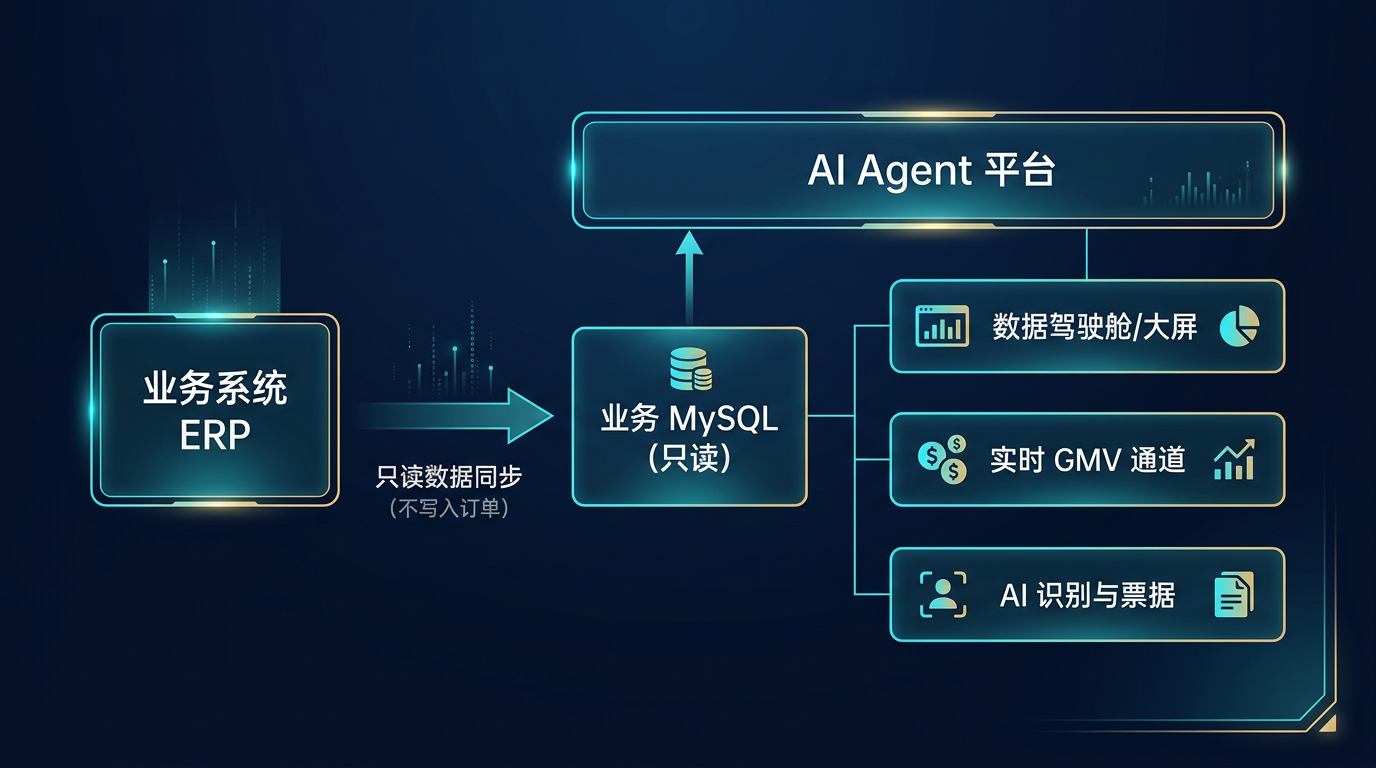 AI Agent 平台
业务系统
ERP
只读数据同步
(不写入订单)
业务 MySQL
(只读)
数据驾驶舱/大屏
实时 GMV 通道
AI 识别与票据